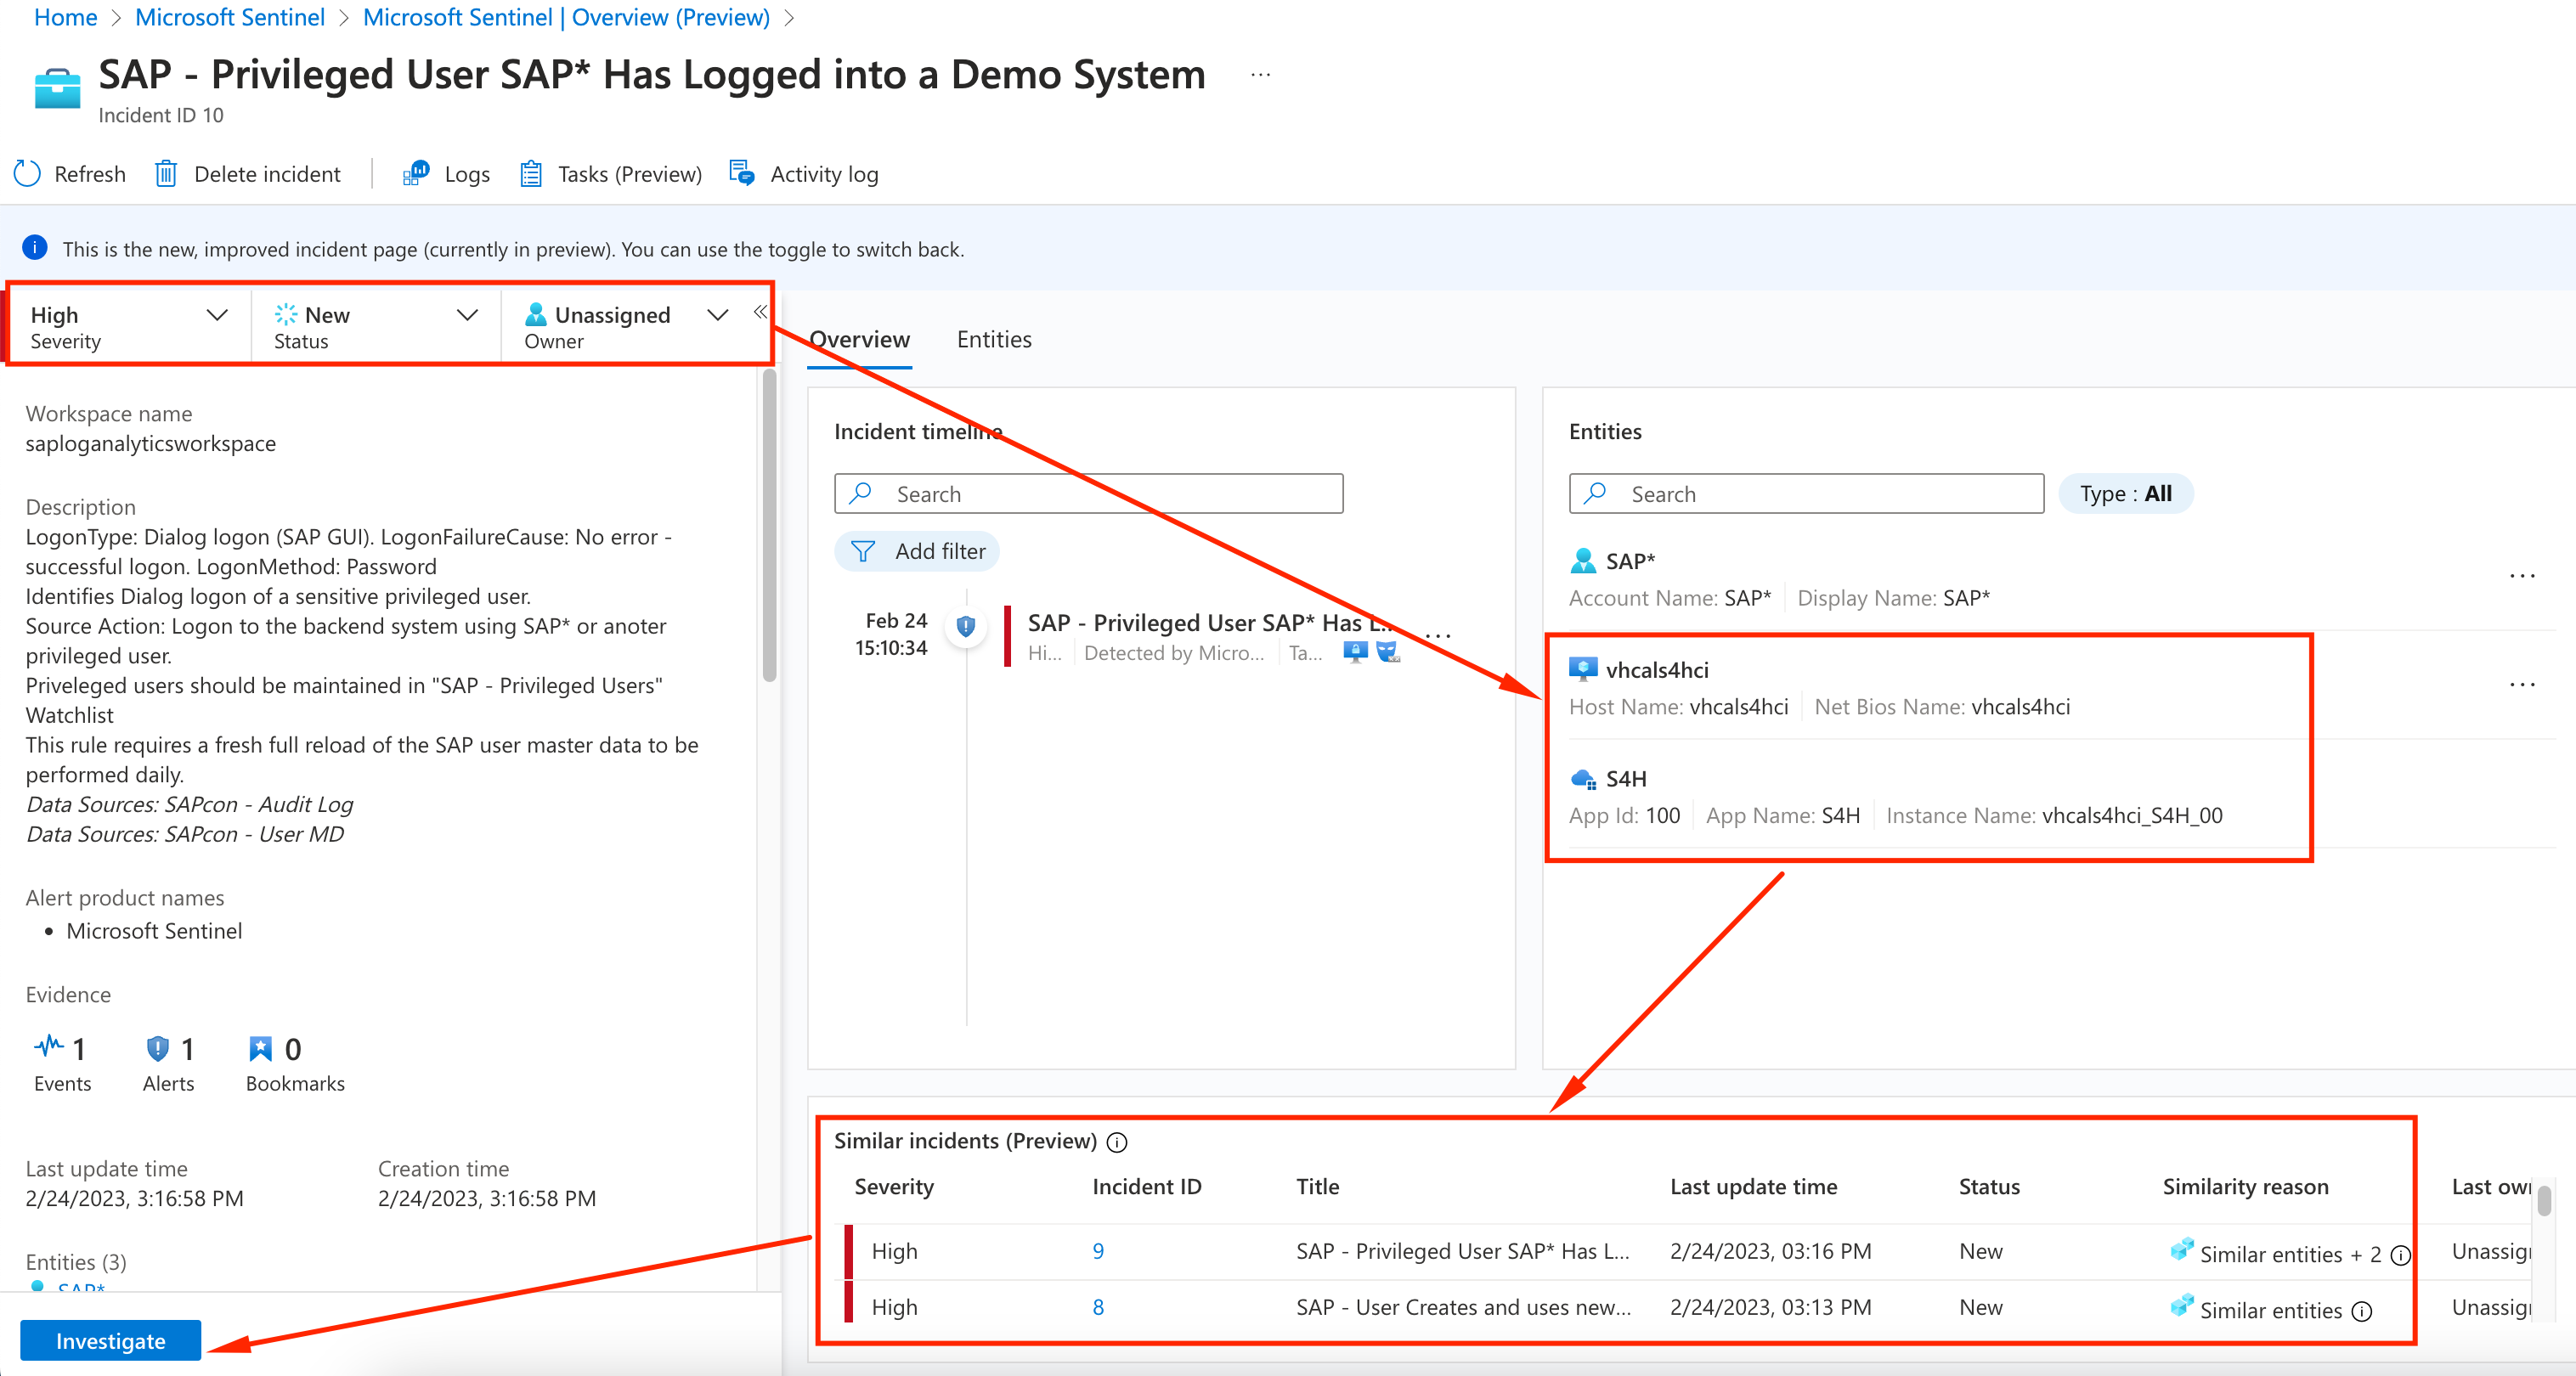 Home > Microsoft Sentinel > Microsoft Sentinel | Overview (Preview) >
SAP - Privileged User SAP* Has Logged into a Demo System ...
Incident ID 10
Refresh Delete incident Logs Tasks (Preview) Activity log
This is the new, improved incident page (currently in preview). You can use the toggle to switch back.
High
Severity
New
Status
Unassigned
Owner
Workspace name
saploganalyticsworkspace
Description
LogonType: Dialog logon (SAP GUI). LogonFailureCause: No error -
successful logon. LogonMethod: Password
Identifies Dialog logon of a sensitive privileged user.
Source Action: Logon to the backend system using SAP* or anoter
privileged user.
Priveleged users should be maintained in "SAP - Privileged Users"
Watchlist
This rule requires a fresh full reload of the SAP user master data to be
performed daily.
Data Sources: SAPcon - Audit Log
Data Sources: SAPcon - User MD
Alert product names
• Microsoft Sentinel
Evidence
1
Events
1
Alerts
0
Bookmarks
Last update time
2/24/2023, 3:16:58 PM
Creation time
2/24/2023, 3:16:58 PM
Entities (3)
SAP*
Investigate
Overview Entities
Incident timeline
Search
Add filter
Feb 24
15:10:34
SAP - Privileged User SAP* Has L...
Hi... Detected by Micro... Ta...
Entities
Search
Type : All
SAP*
Account Name: SAP* Display Name: SAP*
vhcals4hci
Host Name: vhcals4hci Net Bios Name: vhcals4hci
S4H
App Id: 100 App Name: S4H Instance Name: vhcals4hci_S4H_00
Similar incidents (Preview)
Severity Incident ID Title Last update time Status Similarity reason Last own
High 9 SAP - Privileged User SAP* Has L... 2/24/2023, 03:16 PM New Similar entities + 2 Unassign
High 8 SAP - User Creates and uses new... 2/24/2023, 03:13 PM New Similar entities Unassign